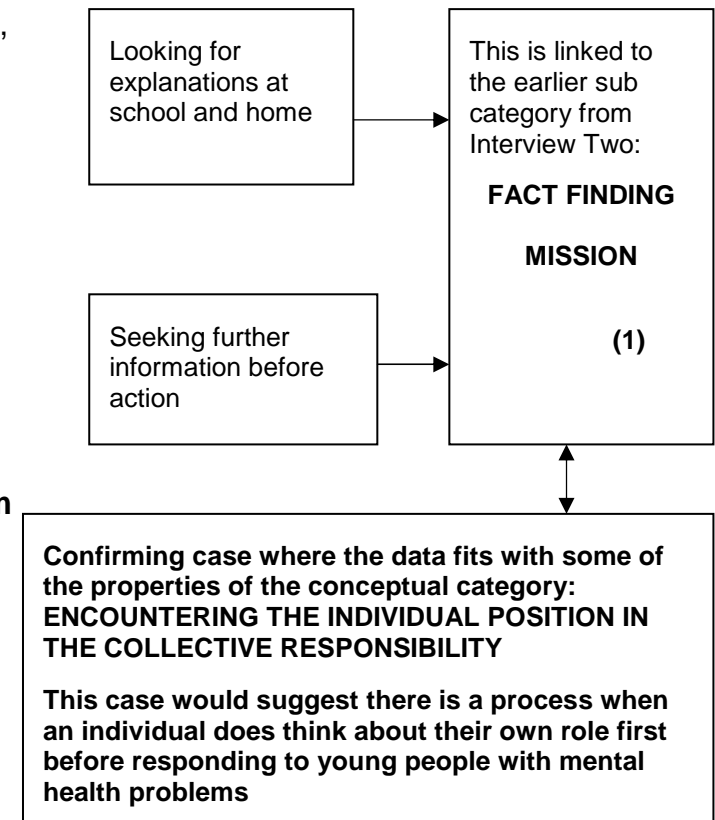 ,
Looking for
explanations at
school and home
This is linked to
the earlier sub
category from
Interview Two:
FACT FINDING
MISSION
(1)
Seeking further
information before
action
Confirming case where the data fits with some of
the properties of the conceptual category:
ENCOUNTERING THE INDIVIDUAL POSITION IN
THE COLLECTIVE RESPONSIBILITY
This case would suggest there is a process when
an individual does think about their own role first
before responding to young people with mental
health problems